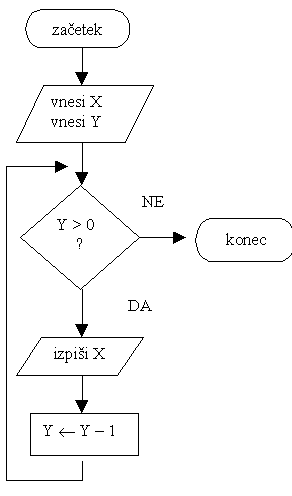 začetek
vnesi X
vnesi Y
Y > 0
?
NE
konec
DA
izpiši X
Y ← Y – 1